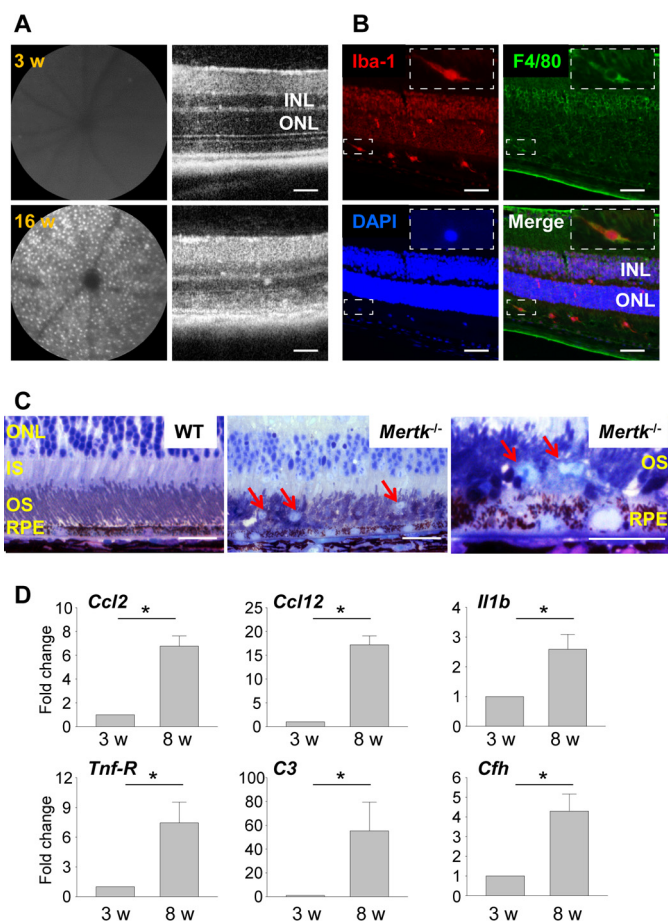 A
3 w
INL
ONL
16 w
B
Iba-1
F4/80
DAPI
Merge
INL
ONL
C
ONL
IS
OS
RPE
WT
Mertk-/-
Mertk-/-
OS
RPE
D
Ccl2
Fold change
10
8
6
4
2
0
*
3 w 8 w
Ccl12
25
20
15
10
5
0
*
3 w 8 w
Il1b
4
3
2
1
0
*
3 w 8 w
Tnf-R
Fold change
12
9
6
3
0
*
3 w 8 w
C3
100
80
60
40
20
0
*
3 w 8 w
Cfh
6
5
4
3
2
1
0
*
3 w 8 w